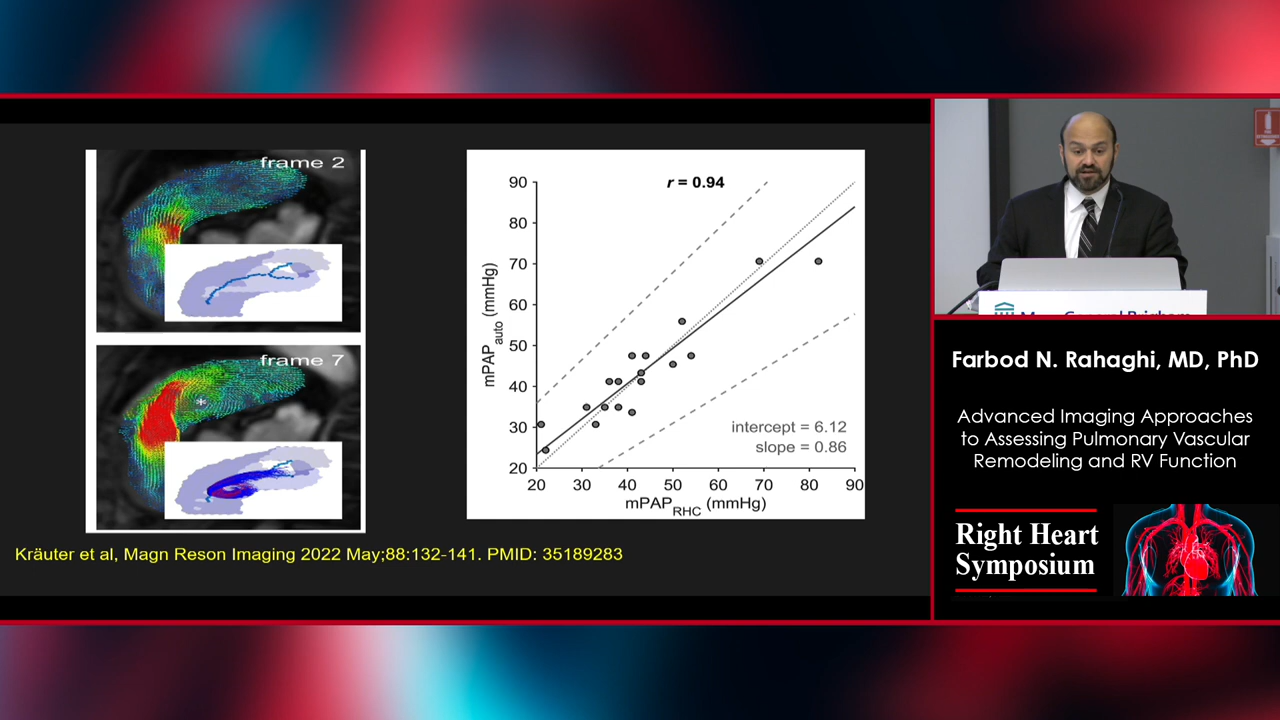 frame 2
frame 7
*
r = 0.94
90
80
70
60
50
40
30
20
mPAPauto (mmHg)
intercept = 6.12
slope = 0.86
20 30 40 50 60 70 80 90
mPAPRHC (mmHg)
Kräuter et al, Magn Reson Imaging 2022 May;88:132-141. PMID: 35189283
Farbod N. Rahaghi, MD, PhD
Advanced Imaging Approaches
to Assessing Pulmonary Vascular
Remodeling and RV Function
Right Heart
Symposium